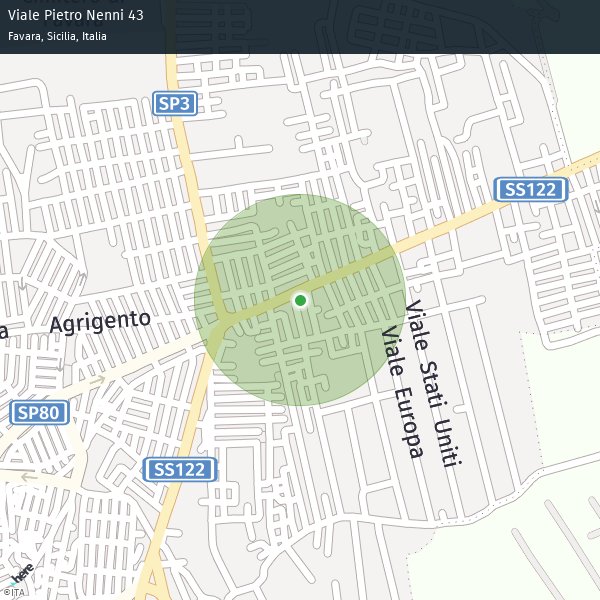 Viale Pietro Nenni 43
Favara, Sicilia, Italia
SP3
SS122
Agrigento
a
Viale Stati Uniti
Viale Europa
SP80
SS122
here
©ITA